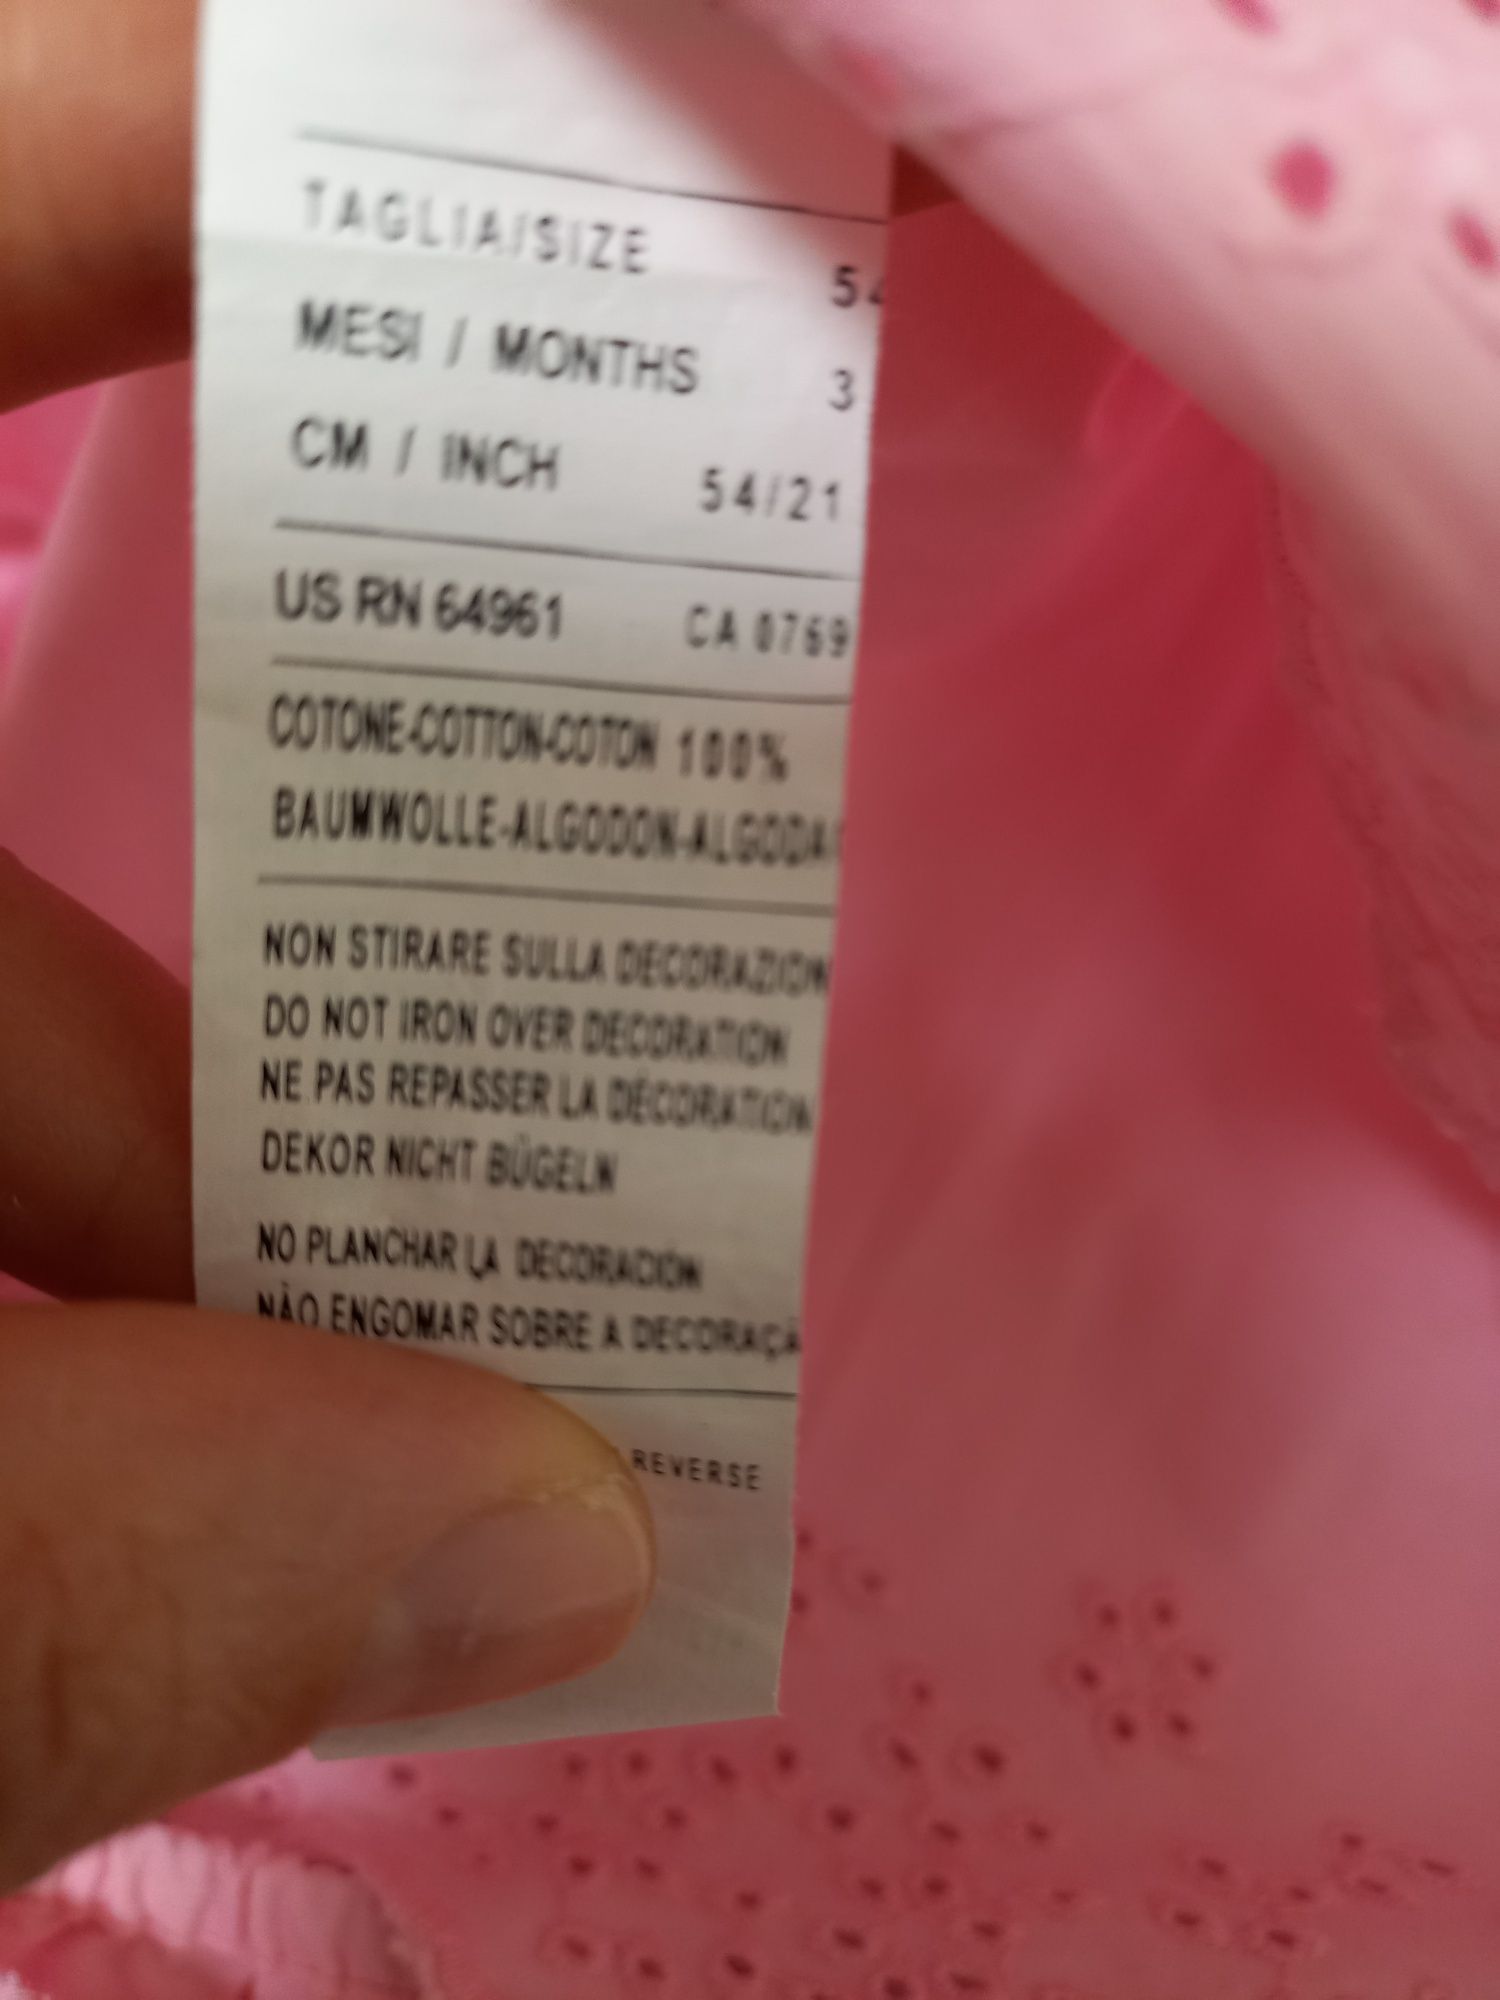 TAGLIA/SIZE 54
MESI / MONTHS 3
CM / INCH 54/21
US RN 64961 CA 0769
COTONE-COTTON-COTON 100%
BAUMWOLLE-ALGODON-ALGODA
NON STIRARE SULLA DECORAZION
DO NOT IRON OVER DECORATION
NE PAS REPASSER LA DÉCORATION
DEKOR NICHT BÜGELN
NO PLANCHAR LA DECORACIÓN
NÃO ENGOMAR SOBRE A DECORAÇÃ
REVERSE